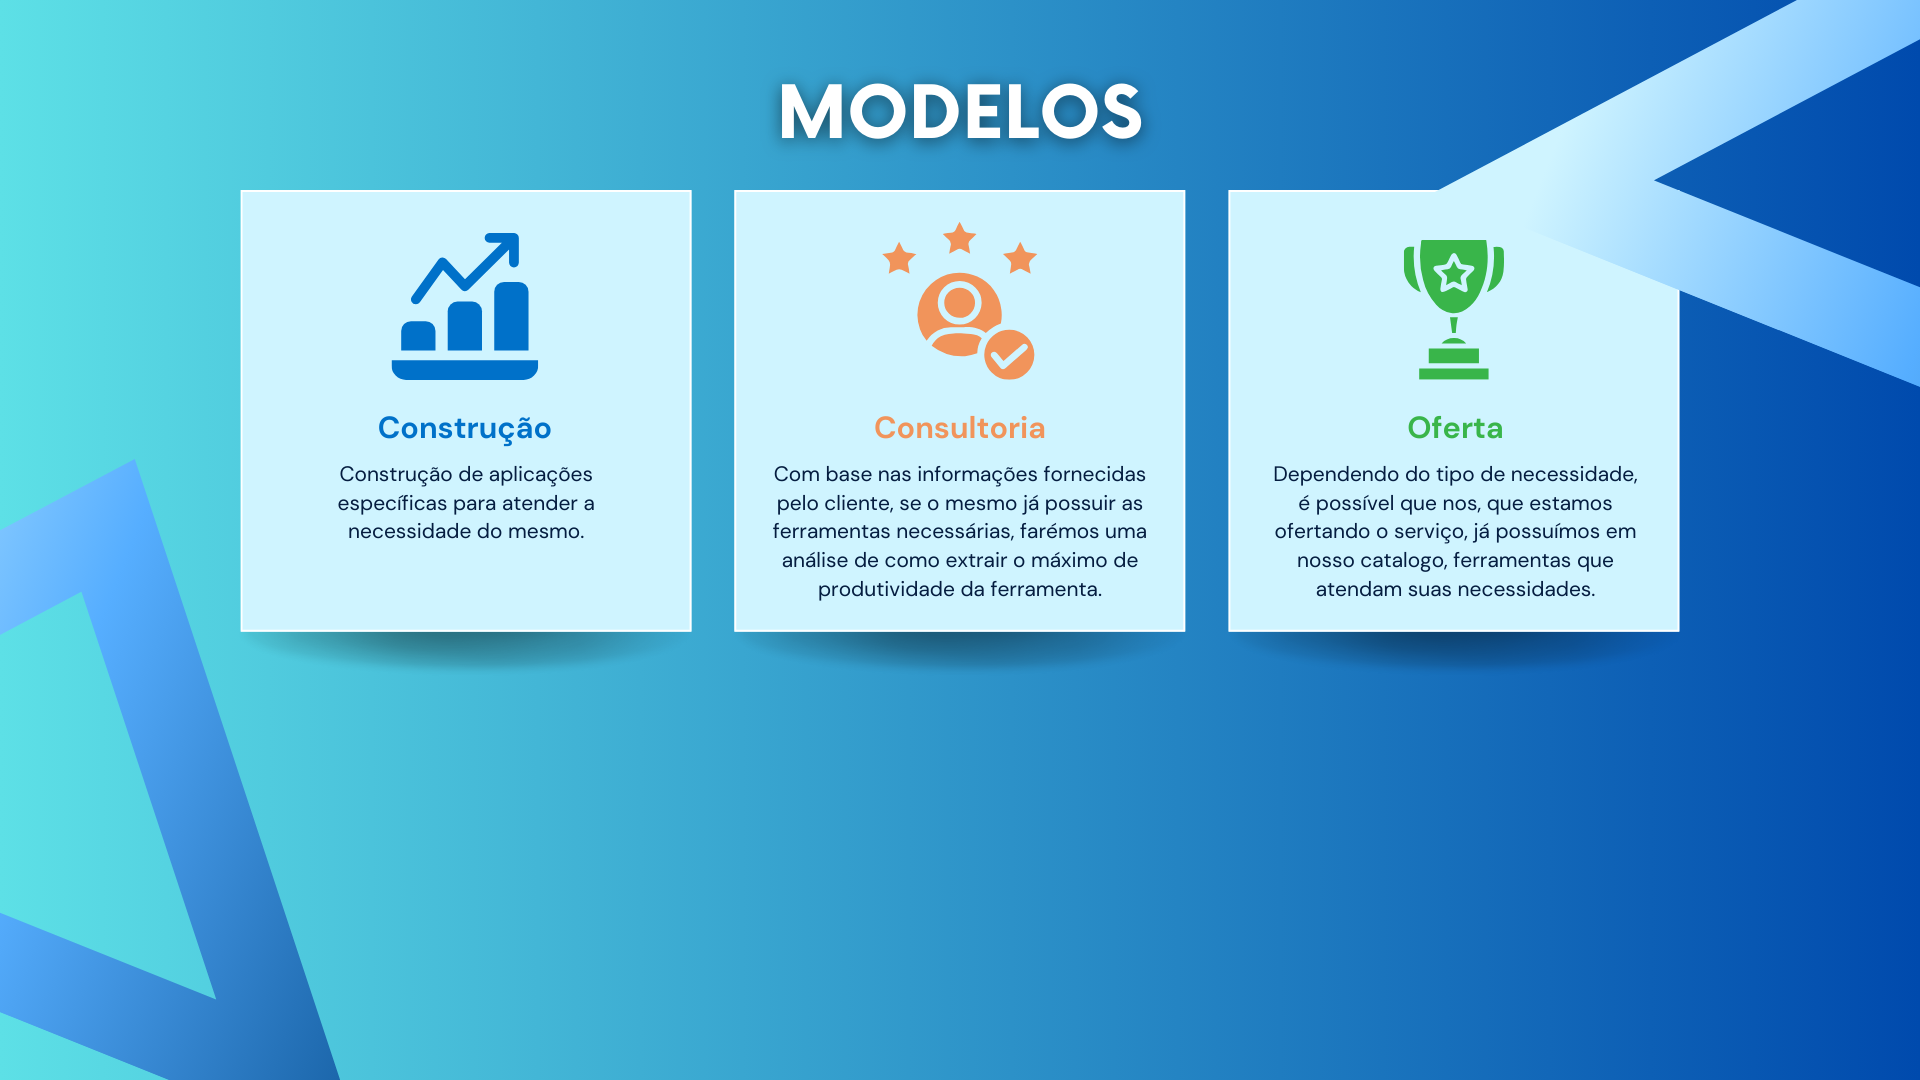 MODELOS
Construção
Construção de aplicações
específicas para atender a
necessidade do mesmo.
Consultoria
Com base nas informações fornecidas
pelo cliente, se o mesmo já possuir as
ferramentas necessárias, farémos uma
análise de como extrair o máximo de
produtividade da ferramenta.
Oferta
Dependendo do tipo de necessidade,
é possível que nos, que estamos
ofertando o serviço, já possuímos em
nosso catalogo, ferramentas que
atendam suas necessidades.